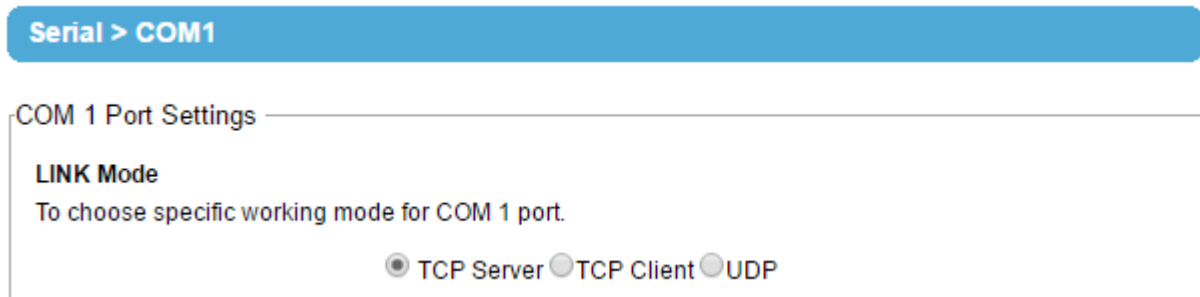 Serial > COM1
COM 1 Port Settings
LINK Mode
To choose specific working mode for COM 1 port.
TCP Server TCP Client UDP